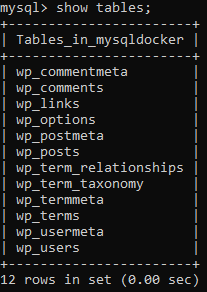 mysql> show tables;
+-----------------------+
| Tables_in_mysqldocker |
+-----------------------+
| wp_commentmeta        |
| wp_comments           |
| wp_links              |
| wp_options            |
| wp_postmeta           |
| wp_posts              |
| wp_term_relationships |
| wp_term_taxonomy      |
| wp_termmeta           |
| wp_terms              |
| wp_usermeta           |
| wp_users              |
+-----------------------+
12 rows in set (0.00 sec)